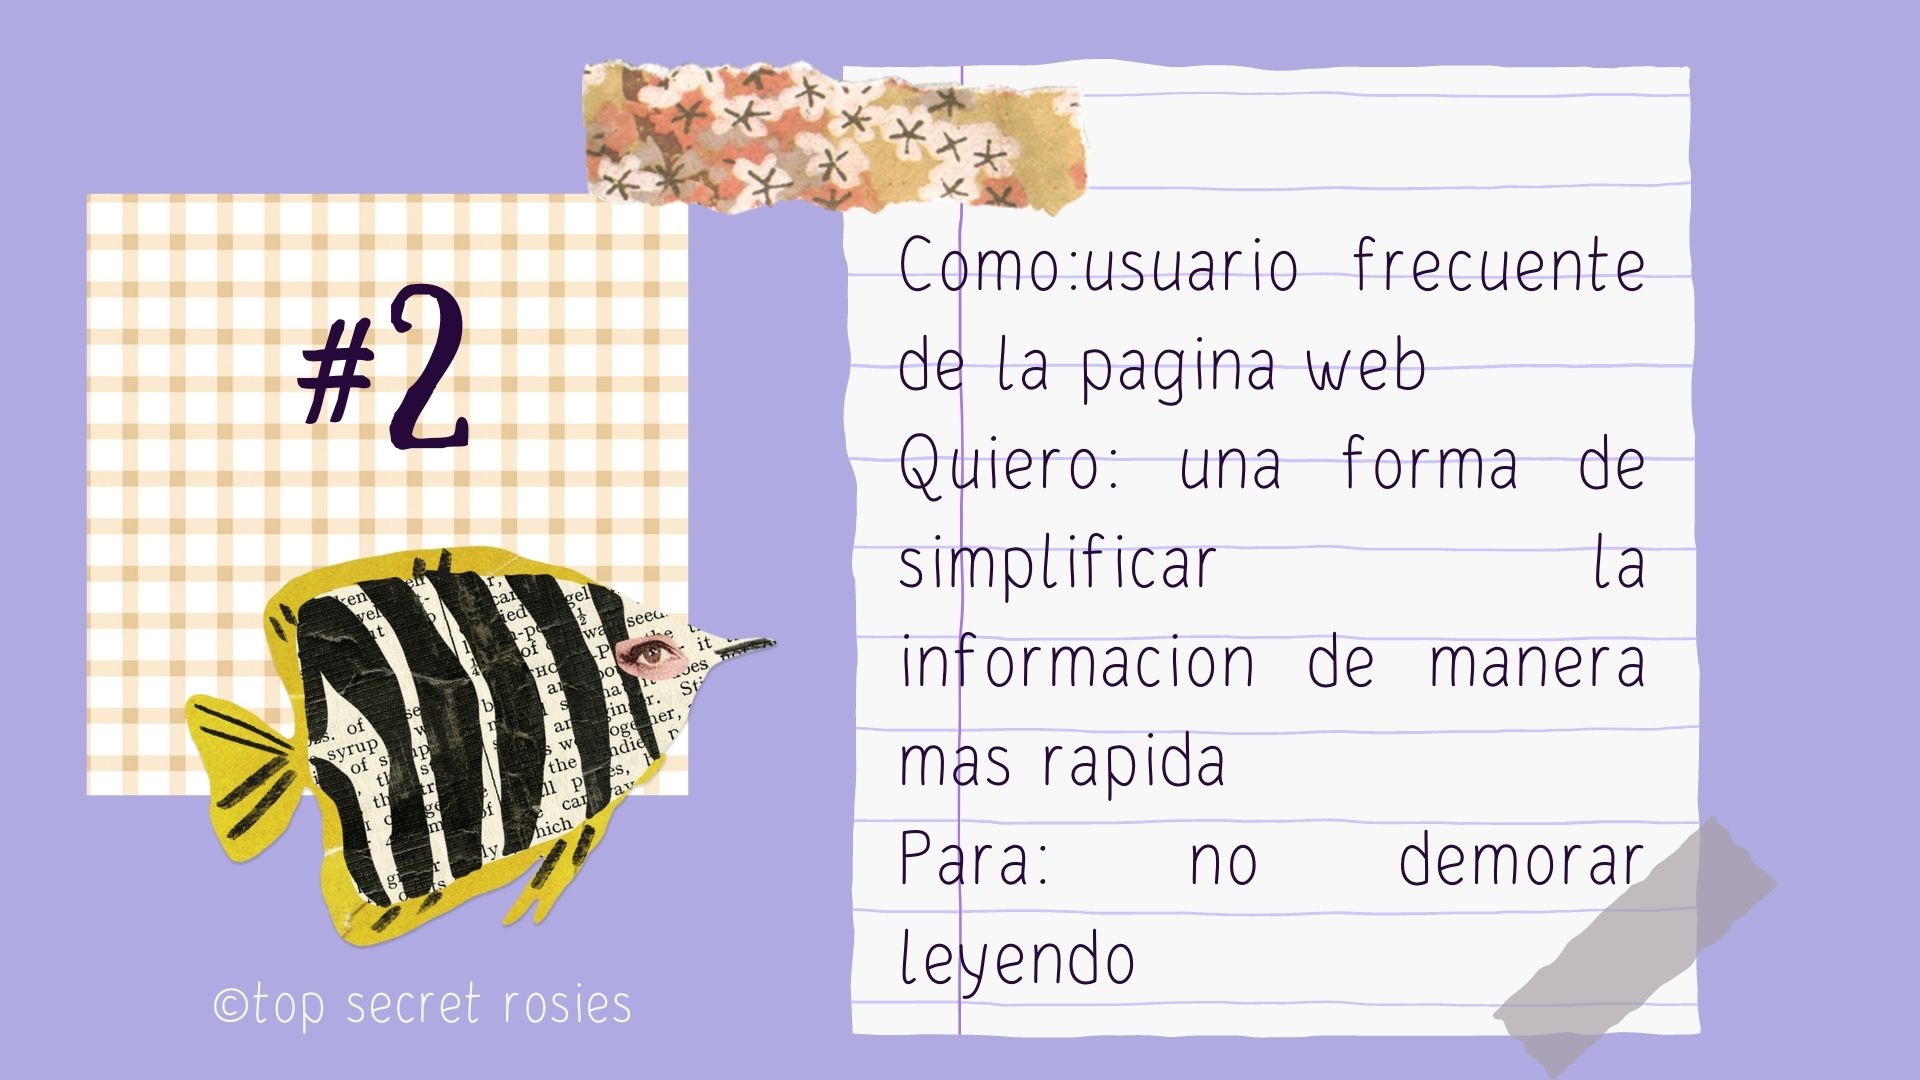 #2
Como:usuario frecuente
de la pagina web
Quiero: una forma de
simplificar la
informacion de manera
mas rapida
Para: no demorar
leyendo
©top secret rosies